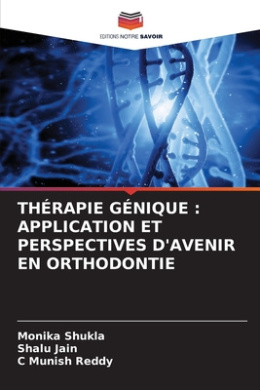 EDITIONS NOTRE SAVOIR
THÉRAPIE GÉNIQUE :
APPLICATION ET
PERSPECTIVES D'AVENIR
EN ORTHODONTIE
Monika Shukla
Shalu Jain
C Munish Reddy